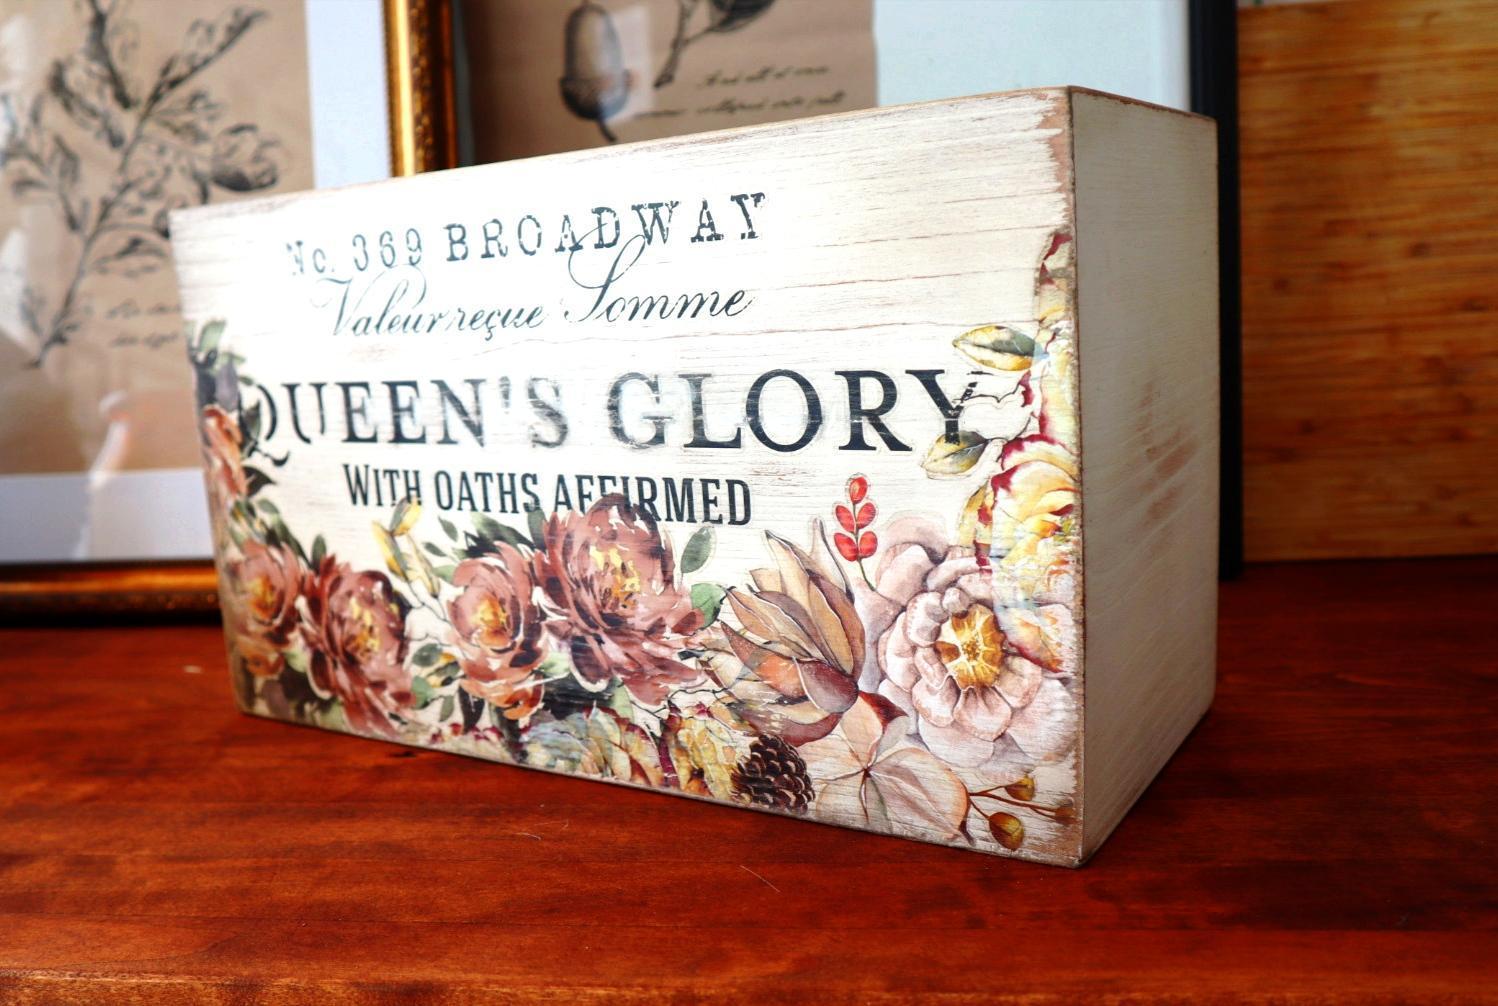 No. 369 BROADWAY
Valeur reçue Somme
QUEEN'S GLORY
WITH OATHS AFFIRMED